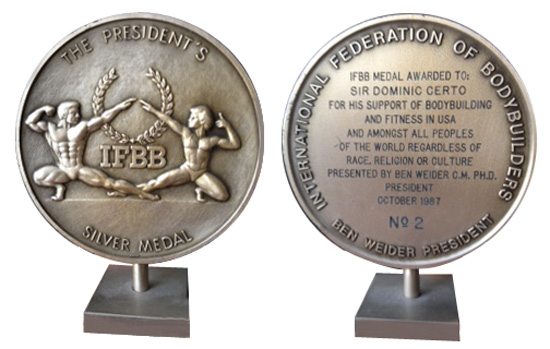 THE PRESIDENT'S
IFBB
SILVER MEDAL
INTERNATIONAL FEDERATION OF BODYBUILDERS
IFBB MEDAL AWARDED TO:
SIR DOMINIC CERTO
FOR HIS SUPPORT OF BODYBUILDING
AND FITNESS IN USA
AND AMONGST ALL PEOPLES
OF THE WORLD REGARDLESS OF
RACE, RELIGION OR CULTURE
PRESENTED BY BEN WEIDER C.M. PH.D.
PRESIDENT
OCTOBER 1987
Nº 2
BEN WEIDER PRESIDENT